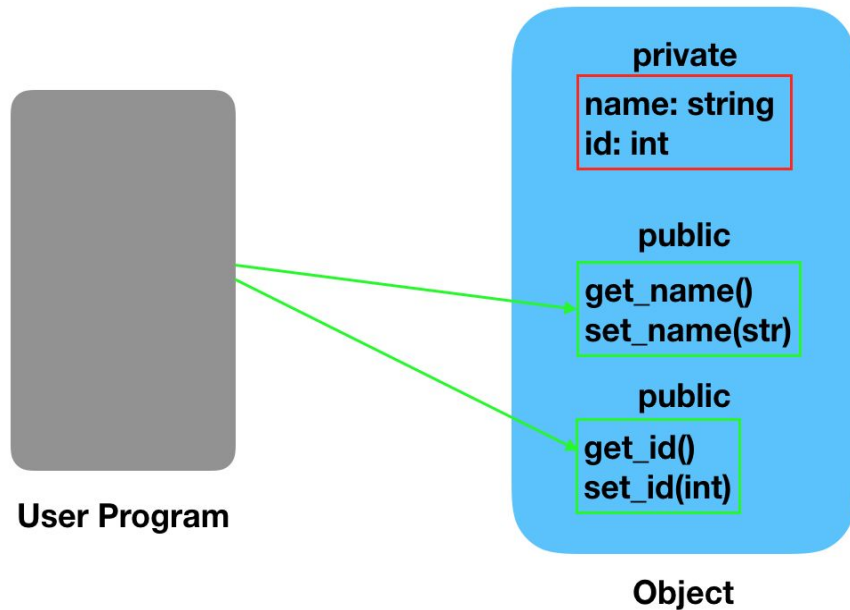 private
name: string
id: int
public
get_name()
set_name(str)
public
get_id()
set_id(int)
User Program
Object